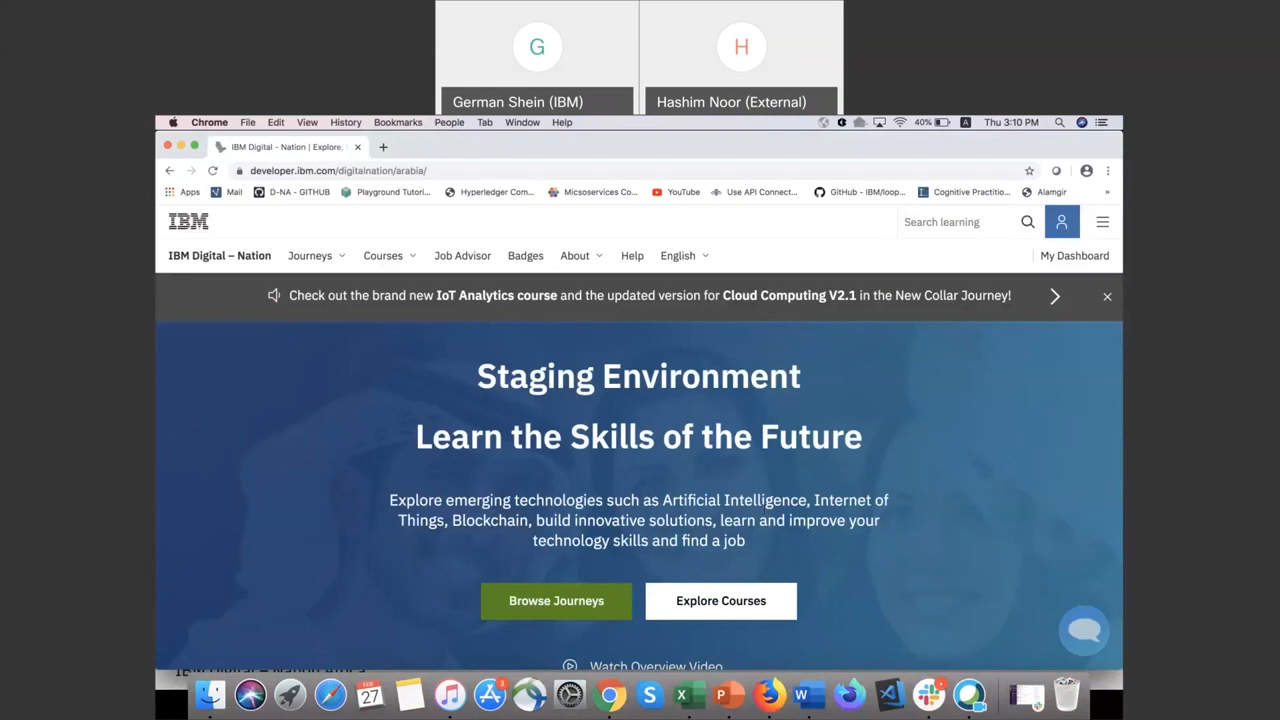 G
H
German Shein (IBM)
Hashim Noor (External)
Chrome File Edit View History Bookmarks People Tab Window Help
40% A Thu 3:10 PM
IBM Digital - Nation | Explore,
developer.ibm.com/digitalnation/arabia/
Apps Mail D-NA - GITHUB Playground Tutori... Hyperledger Com... Micsoservices Co... YouTube Use API Connect... GitHub - IBM/loop... Cognitive Practitio... Alamgir
IBM
Search learning
IBM Digital – Nation Journeys Courses Job Advisor Badges About Help English My Dashboard
Check out the brand new IoT Analytics course and the updated version for Cloud Computing V2.1 in the New Collar Journey!
Staging Environment
Learn the Skills of the Future
Explore emerging technologies such as Artificial Intelligence, Internet of
Things, Blockchain, build innovative solutions, learn and improve your
technology skills and find a job
Browse Journeys Explore Courses
Watch Overview Video
IBM Digital – Nation Africa
FEB
27
3